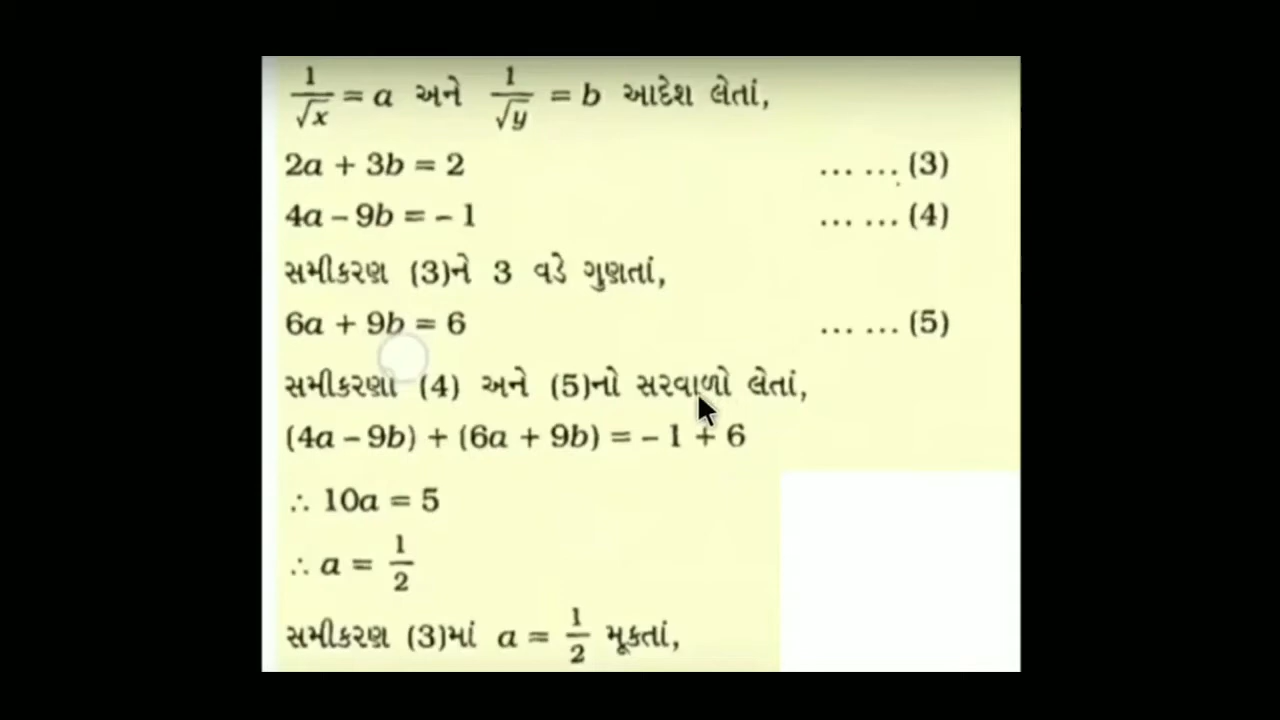 1/√x = a અને 1/√y = b આદેશ લેતાં,
2a + 3b = 2 ... ... (3)
4a – 9b = – 1 ... ... (4)
સમીકરણ (3)ને 3 વડે ગુણતાં,
6a + 9b = 6 ... ... (5)
સમીકરણો (4) અને (5)નો સરવાળો લેતાં,
(4a – 9b) + (6a + 9b) = – 1 + 6
∴ 10a = 5
∴ a = 1/2
સમીકરણ (3)માં a = 1/2 મૂકતાં,